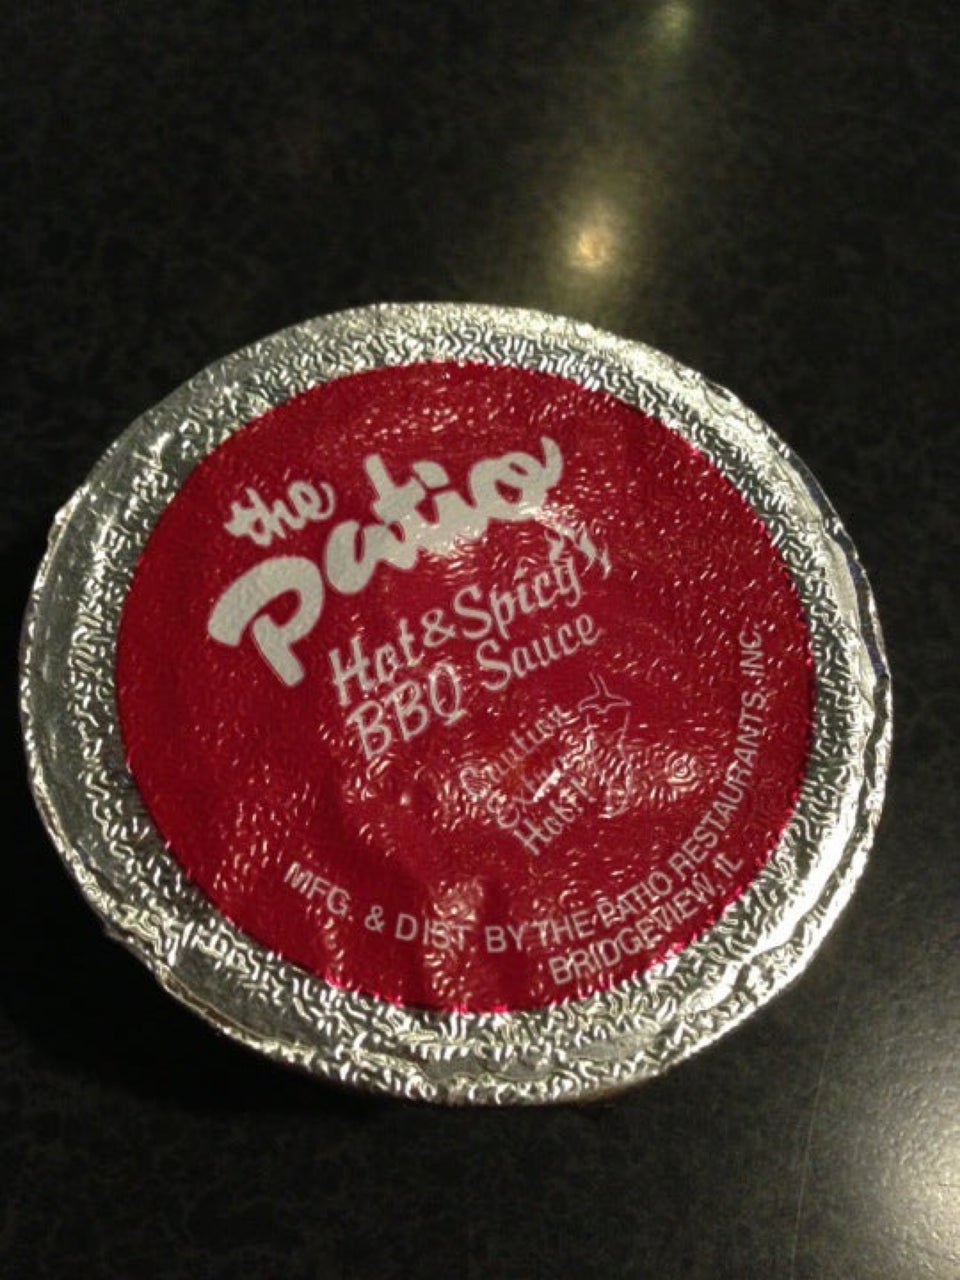 the
Patio
Hot & Spicy
BBQ Sauce
Caution
Extra
Hot!!
MFG. & DIST. BY THE PATIO RESTAURANTS, INC.
BRIDGEVIEW, IL